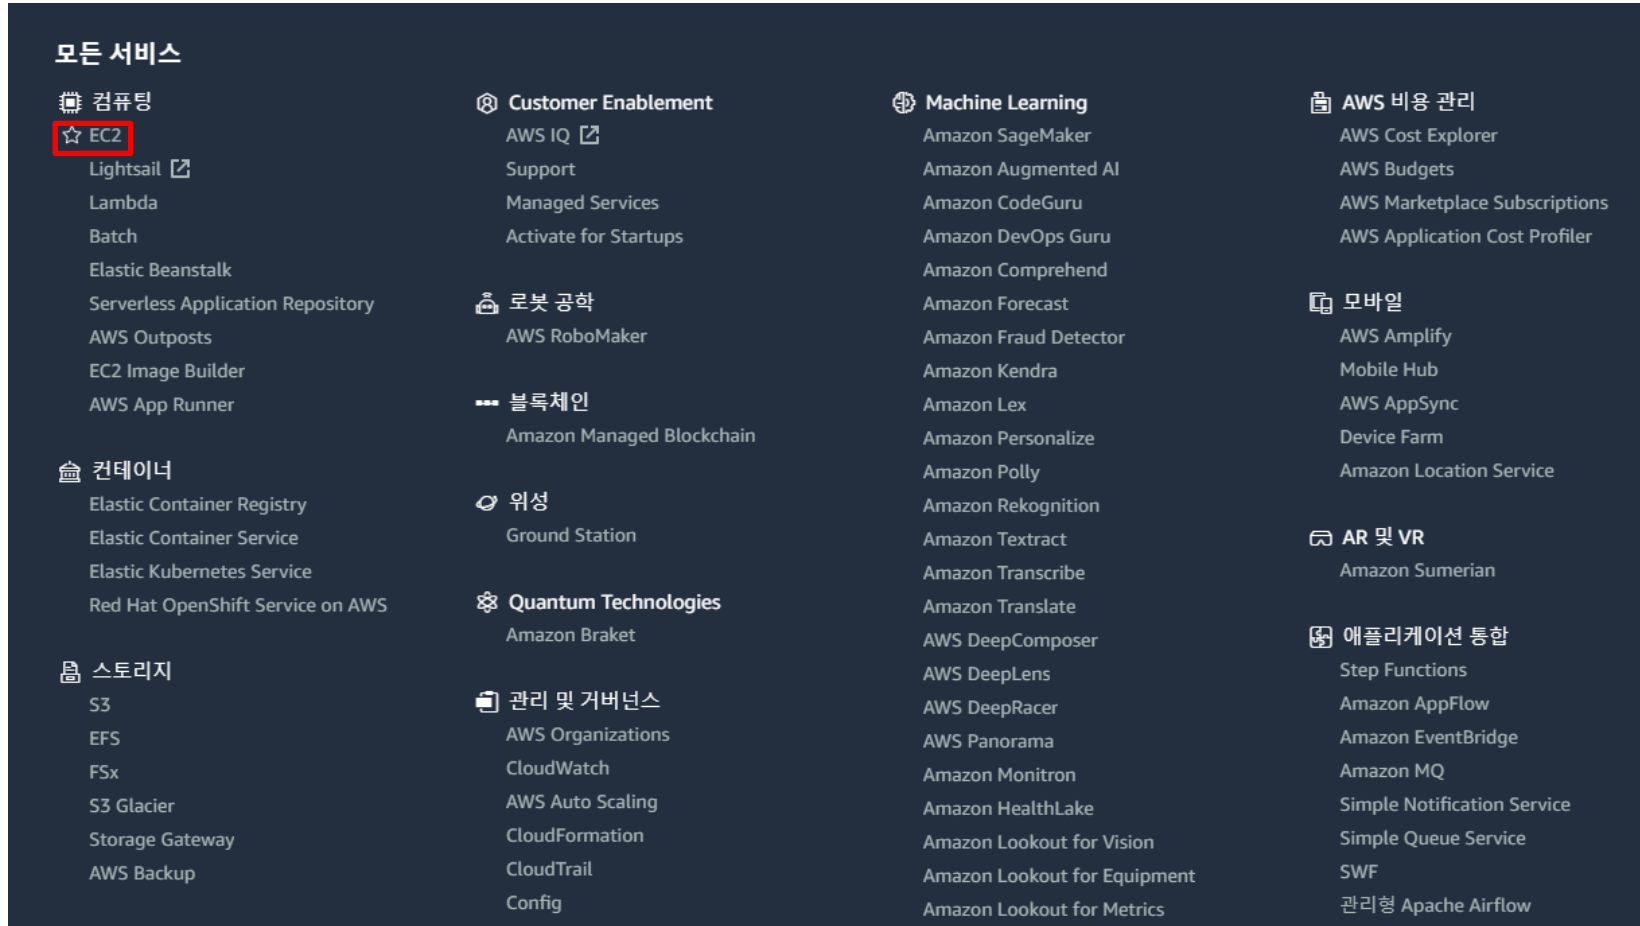 모든 서비스
컴퓨팅
EC2
Lightsail
Lambda
Batch
Elastic Beanstalk
Serverless Application Repository
AWS Outposts
EC2 Image Builder
AWS App Runner
컨테이너
Elastic Container Registry
Elastic Container Service
Elastic Kubernetes Service
Red Hat OpenShift Service on AWS
스토리지
S3
EFS
FSx
S3 Glacier
Storage Gateway
AWS Backup
Customer Enablement
AWS IQ
Support
Managed Services
Activate for Startups
로봇 공학
AWS RoboMaker
블록체인
Amazon Managed Blockchain
위성
Ground Station
Quantum Technologies
Amazon Braket
관리 및 거버넌스
AWS Organizations
CloudWatch
AWS Auto Scaling
CloudFormation
CloudTrail
Config
Machine Learning
Amazon SageMaker
Amazon Augmented AI
Amazon CodeGuru
Amazon DevOps Guru
Amazon Comprehend
Amazon Forecast
Amazon Fraud Detector
Amazon Kendra
Amazon Lex
Amazon Personalize
Amazon Polly
Amazon Rekognition
Amazon Textract
Amazon Transcribe
Amazon Translate
AWS DeepComposer
AWS DeepLens
AWS DeepRacer
AWS Panorama
Amazon Monitron
Amazon HealthLake
Amazon Lookout for Vision
Amazon Lookout for Equipment
Amazon Lookout for Metrics
AWS 비용 관리
AWS Cost Explorer
AWS Budgets
AWS Marketplace Subscriptions
AWS Application Cost Profiler
모바일
AWS Amplify
Mobile Hub
AWS AppSync
Device Farm
Amazon Location Service
AR 및 VR
Amazon Sumerian
애플리케이션 통합
Step Functions
Amazon AppFlow
Amazon EventBridge
Amazon MQ
Simple Notification Service
Simple Queue Service
SWF
관리형 Apache Airflow